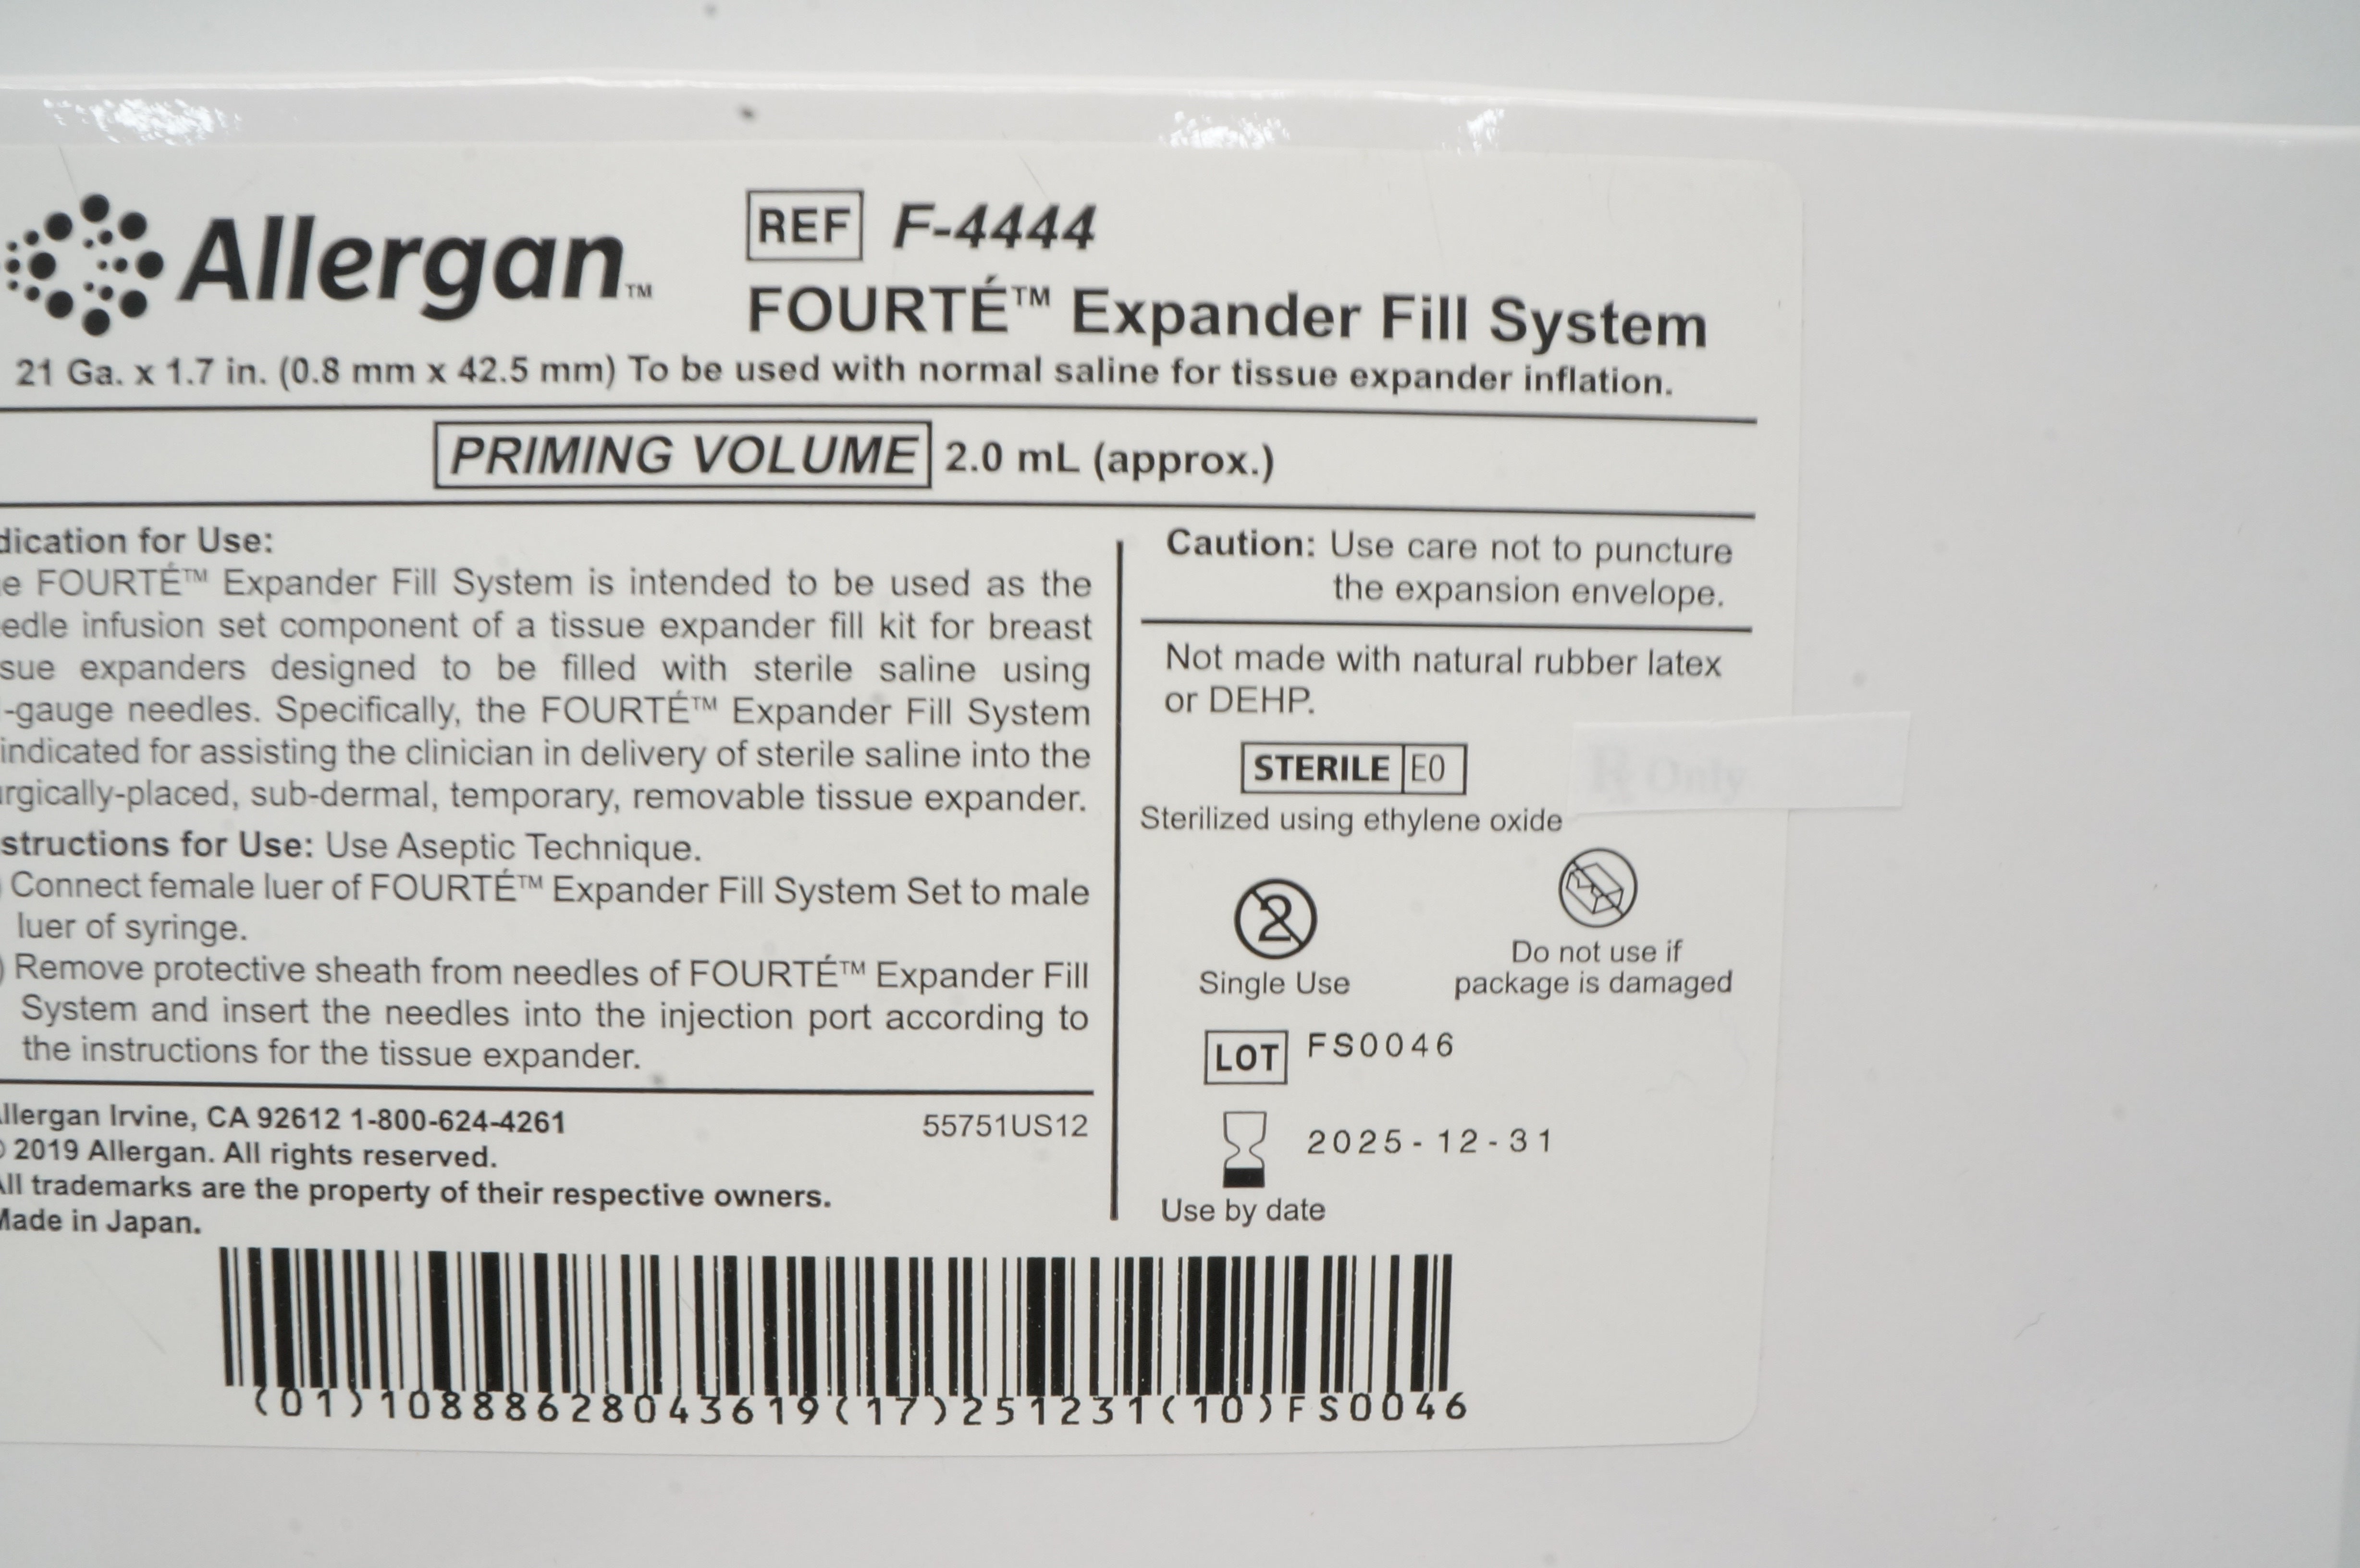 Allergan™
REF F-4444
FOURTÉ™ Expander Fill System
21 Ga. x 1.7 in. (0.8 mm x 42.5 mm) To be used with normal saline for tissue expander inflation.
PRIMING VOLUME 2.0 mL (approx.)
dication for Use:
e FOURTÉ™ Expander Fill System is intended to be used as the
edle infusion set component of a tissue expander fill kit for breast
sue expanders designed to be filled with sterile saline using
-gauge needles. Specifically, the FOURTÉ™ Expander Fill System
indicated for assisting the clinician in delivery of sterile saline into the
urgically-placed, sub-dermal, temporary, removable tissue expander.
structions for Use: Use Aseptic Technique.
Connect female luer of FOURTÉ™ Expander Fill System Set to male
luer of syringe.
) Remove protective sheath from needles of FOURTÉ™ Expander Fill
System and insert the needles into the injection port according to
the instructions for the tissue expander.
llergan Irvine, CA 92612 1-800-624-4261
55751US12
© 2019 Allergan. All rights reserved.
All trademarks are the property of their respective owners.
Made in Japan.
Caution: Use care not to puncture
the expansion envelope.
Not made with natural rubber latex
or DEHP.
STERILE EO
℞ Only
Sterilized using ethylene oxide
2
Single Use
Do not use if
package is damaged
LOT FS0046
2025-12-31
Use by date
(01)10888628043619(17)251231(10)FS0046